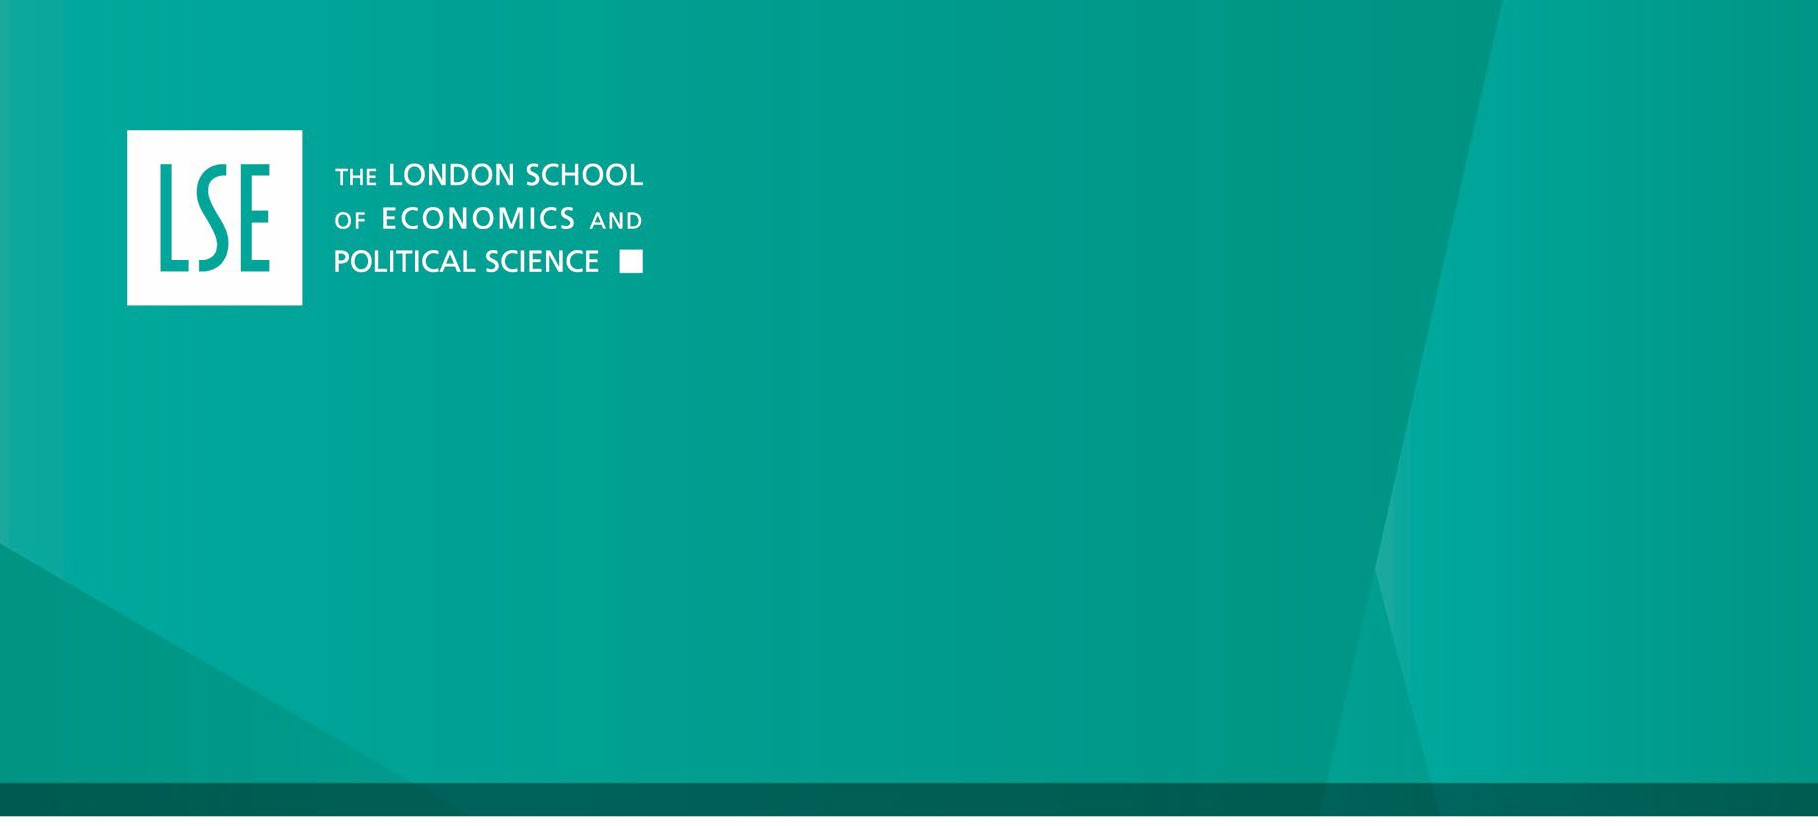 LSE
THE LONDON SCHOOL
OF ECONOMICS AND
POLITICAL SCIENCE